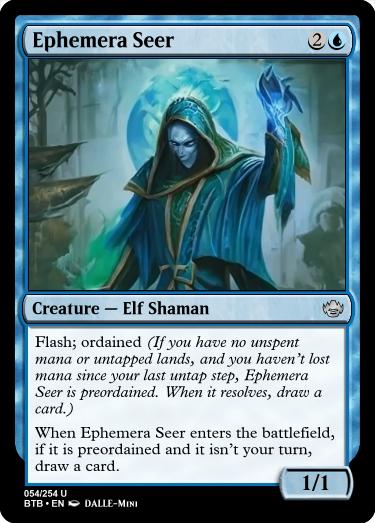 Ephemera Seer 2
Creature — Elf Shaman
Flash; ordained (If you have no unspent
mana or untapped lands, and you haven't lost
mana since your last untap step, Ephemera
Seer is preordained. When it resolves, draw a
card.)
When Ephemera Seer enters the battlefield,
if it is preordained and it isn't your turn,
draw a card.
1/1
054/254 U
BTB • EN DALLE-Mini